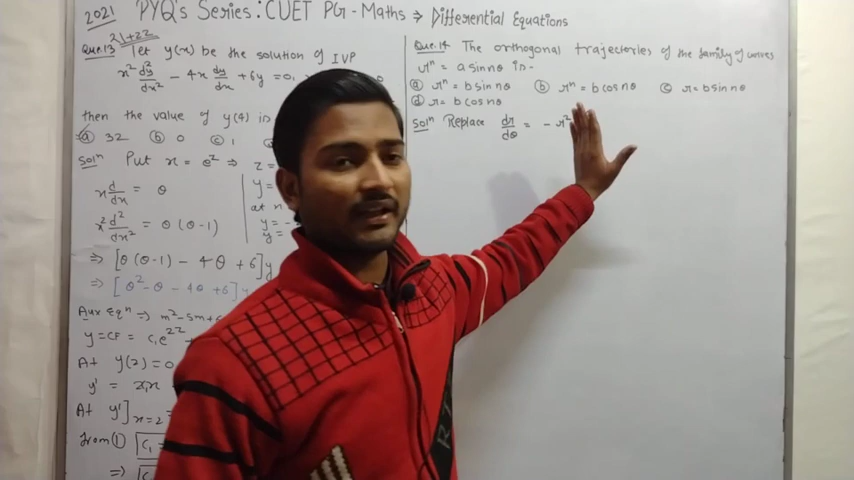 2021 PYQ's Series: CUET PG-Maths → Differential Equations
21+22
Que.13 let y(x) be the solution of IVP
x² d²y/dx² - 4x dy/dx + 6y = 0,
then the value of y(4) is
(a) 32 (b) 0 (c) 1
Solⁿ Put x = e^z ⇒ z =
x d/dx = θ
y =
at
x² d²/dx² = θ(θ-1)
y = -
y =
⇒ [θ(θ-1) - 4θ + 6]y
⇒ [θ² - θ - 4θ + 6]y
Aux Eqⁿ ⇒ m² - 5m + 6
y = CF = c₁e^2z +
At y(2) = 0
y' =
At y']x=2 =
from ① c₁ =
⇒
Que.14 The orthogonal trajectories of the family of curves
rⁿ = a sin nθ is -
(a) rⁿ = b sin nθ (b) rⁿ = b cos nθ (c) r = b sin nθ
(d) r = b cos nθ
Solⁿ Replace dr/dθ = - r²